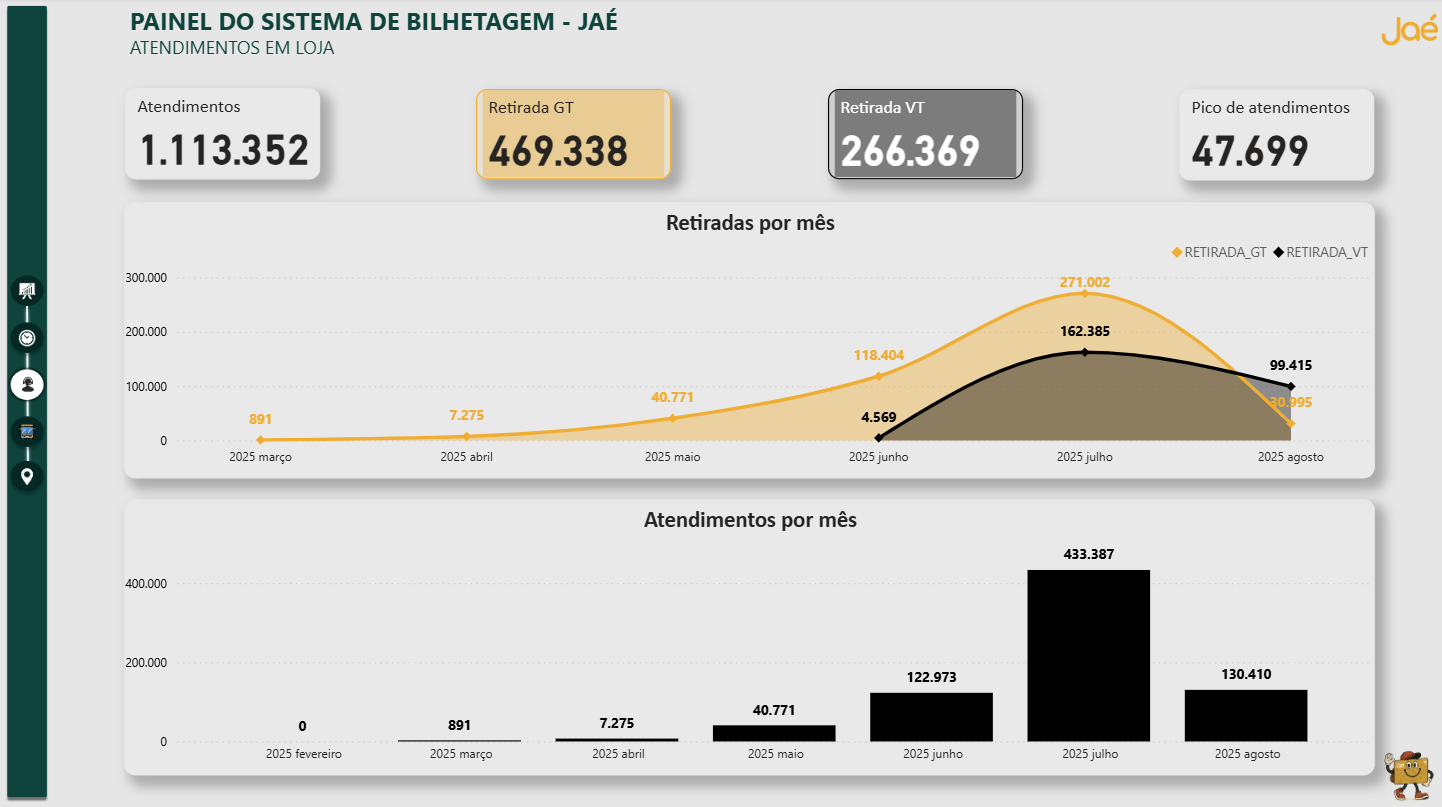 PAINEL DO SISTEMA DE BILHETAGEM - JAÉ
ATENDIMENTOS EM LOJA
Jaé
Atendimentos
1.113.352
Retirada GT
469.338
Retirada VT
266.369
Pico de atendimentos
47.699
Retiradas por mês
RETIRADA_GT RETIRADA_VT
300.000
200.000
100.000
0
891
7.275
40.771
118.404
4.569
271.002
162.385
99.415
30.995
2025 março
2025 abril
2025 maio
2025 junho
2025 julho
2025 agosto
Atendimentos por mês
400.000
200.000
0
0
891
7.275
40.771
122.973
433.387
130.410
2025 fevereiro
2025 março
2025 abril
2025 maio
2025 junho
2025 julho
2025 agosto